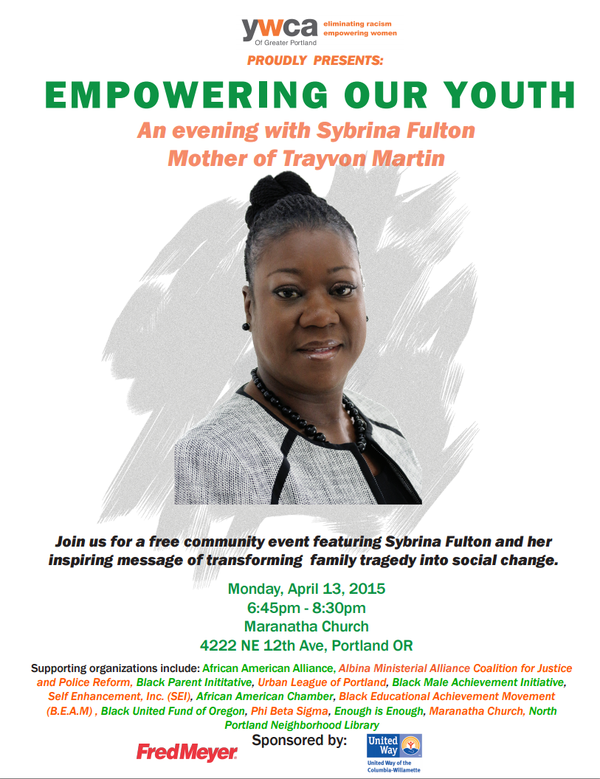 ywca eliminating racism
empowering women
Of Greater Portland
PROUDLY PRESENTS:
EMPOWERING OUR YOUTH
An evening with Sybrina Fulton
Mother of Trayvon Martin
Join us for a free community event featuring Sybrina Fulton and her
inspiring message of transforming family tragedy into social change.
Monday, April 13, 2015
6:45pm - 8:30pm
Maranatha Church
4222 NE 12th Ave, Portland OR
Supporting organizations include: African American Alliance, Albina Ministerial Alliance Coalition for Justice
and Police Reform, Black Parent Inititative, Urban League of Portland, Black Male Achievement Initiative,
Self Enhancement, Inc. (SEI), African American Chamber, Black Educational Achievement Movement
(B.E.A.M) , Black United Fund of Oregon, Phi Beta Sigma, Enough is Enough, Maranatha Church, North
Portland Neighborhood Library
Sponsored by:
FredMeyer.
United
Way
United Way of the
Columbia-Willamette